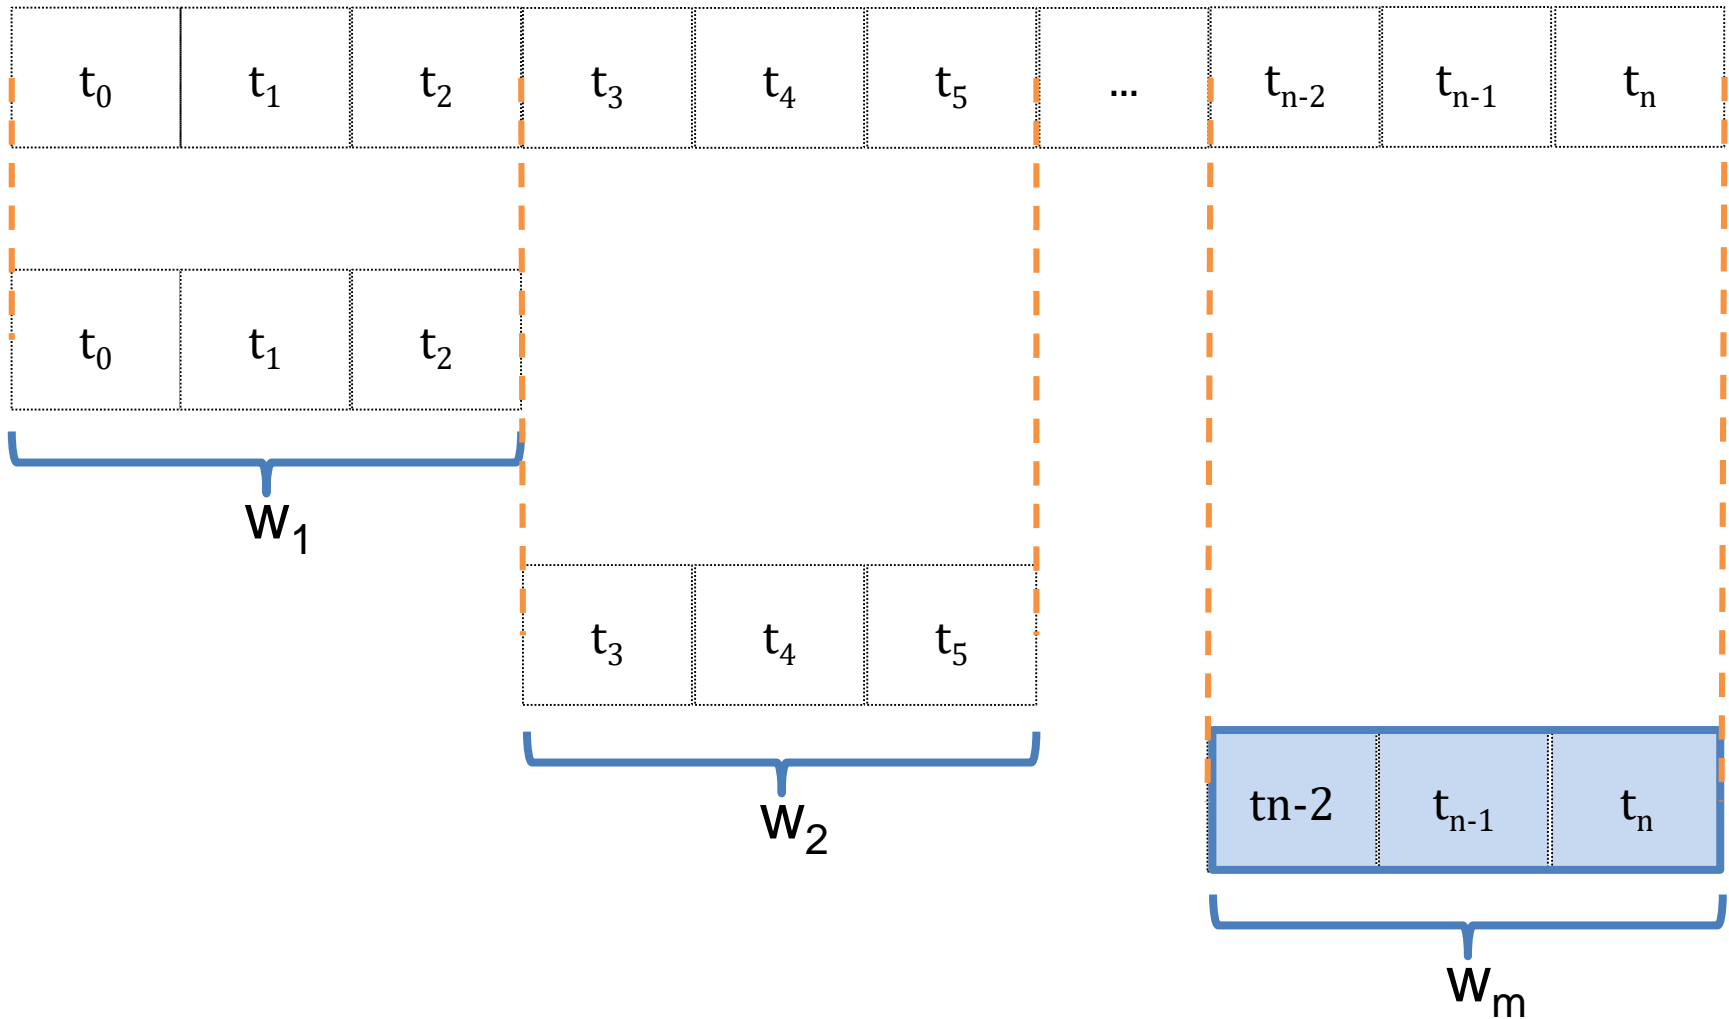 t₀ t₁ t₂ t₃ t₄ t₅ ... tₙ₋₂ tₙ₋₁ tₙ
t₀ t₁ t₂
w₁
t₃ t₄ t₅
w₂
tn-2 tₙ₋₁ tₙ
wₘ